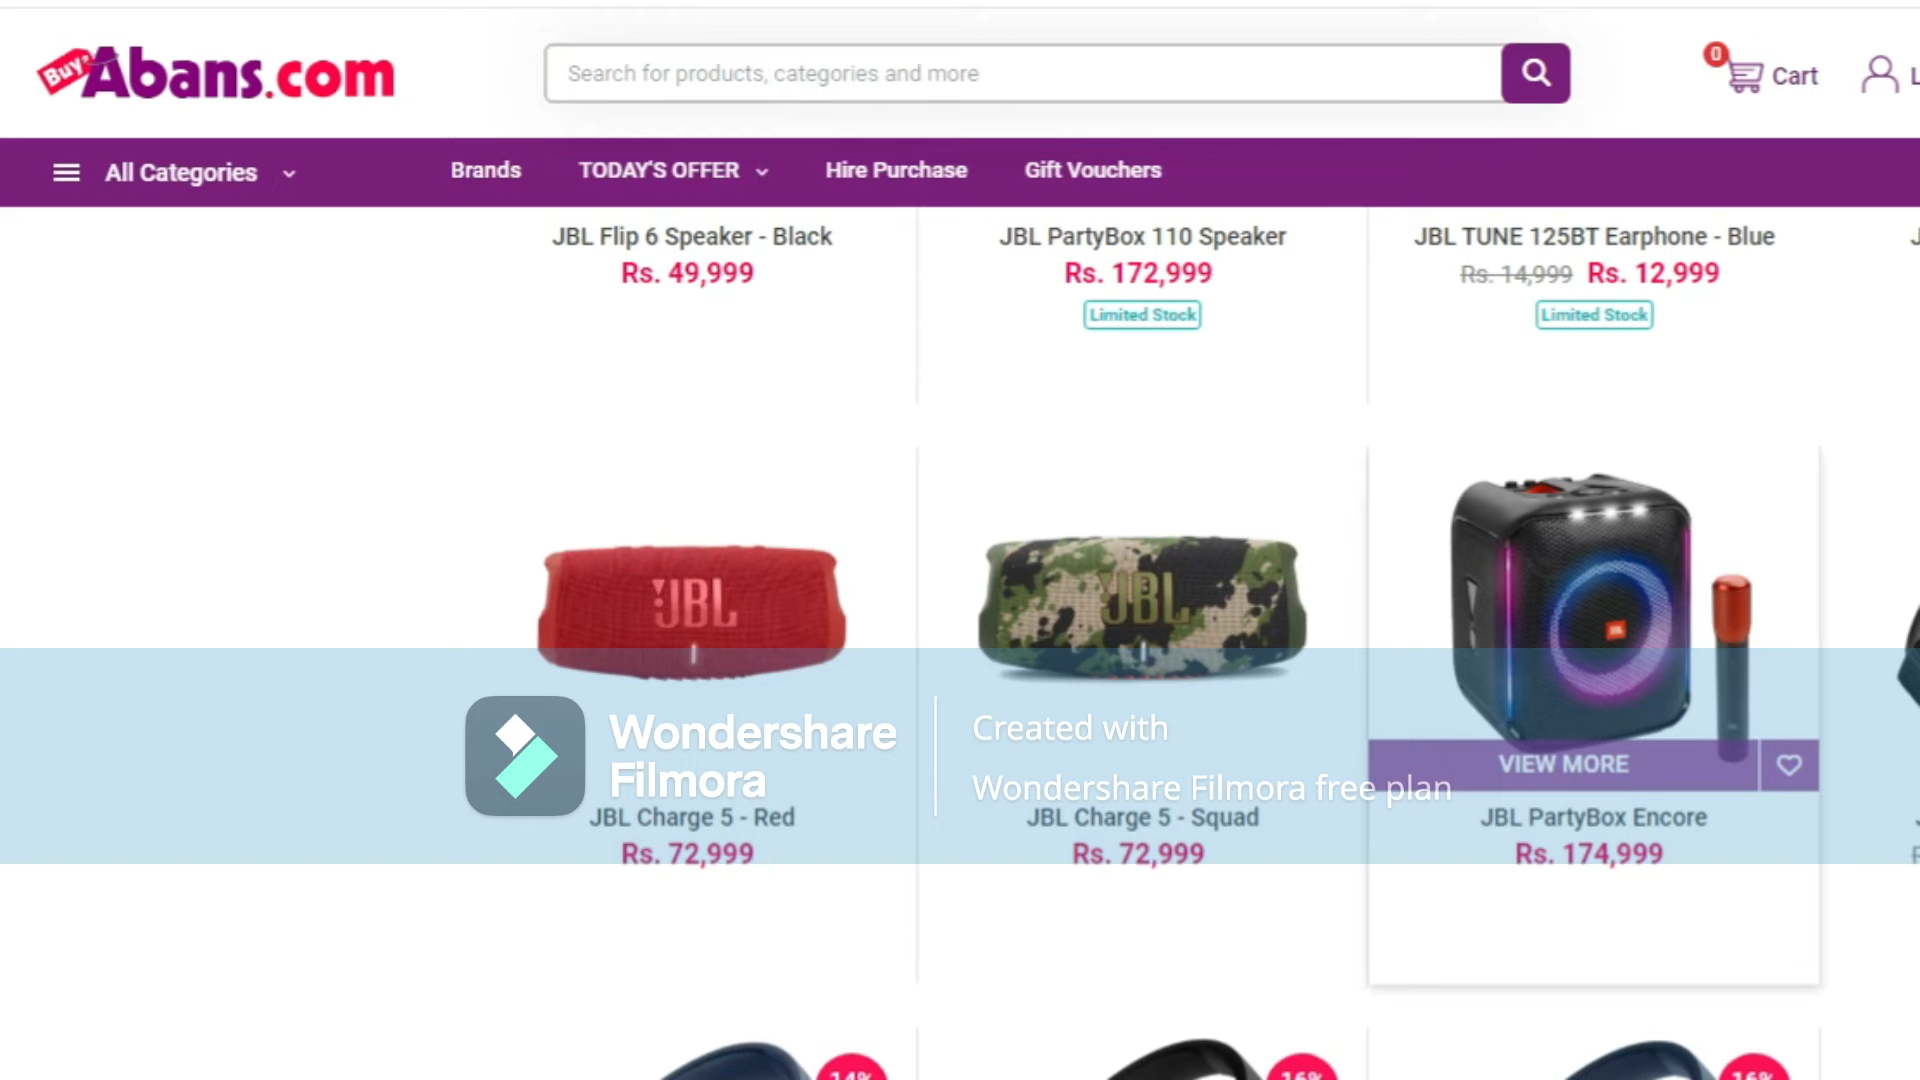 Buy Abans.com
Search for products, categories and more
0
Cart
All Categories
Brands
TODAY'S OFFER
Hire Purchase
Gift Vouchers
JBL Flip 6 Speaker - Black
Rs. 49,999
JBL PartyBox 110 Speaker
Rs. 172,999
Limited Stock
JBL TUNE 125BT Earphone - Blue
Rs. 14,999 Rs. 12,999
Limited Stock
JBL
JBL
Wondershare
Filmora
Created with
Wondershare Filmora free plan
VIEW MORE
JBL Charge 5 - Red
Rs. 72,999
JBL Charge 5 - Squad
Rs. 72,999
JBL PartyBox Encore
Rs. 174,999
14%
16%
16%